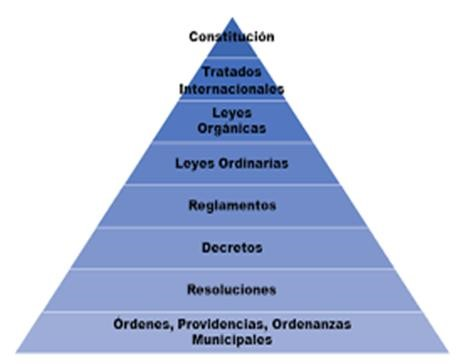 Constitución
Tratados
Internacionales
Leyes
Orgánicas
Leyes Ordinarias
Reglamentos
Decretos
Resoluciones
Órdenes, Providencias, Ordenanzas
Municipales